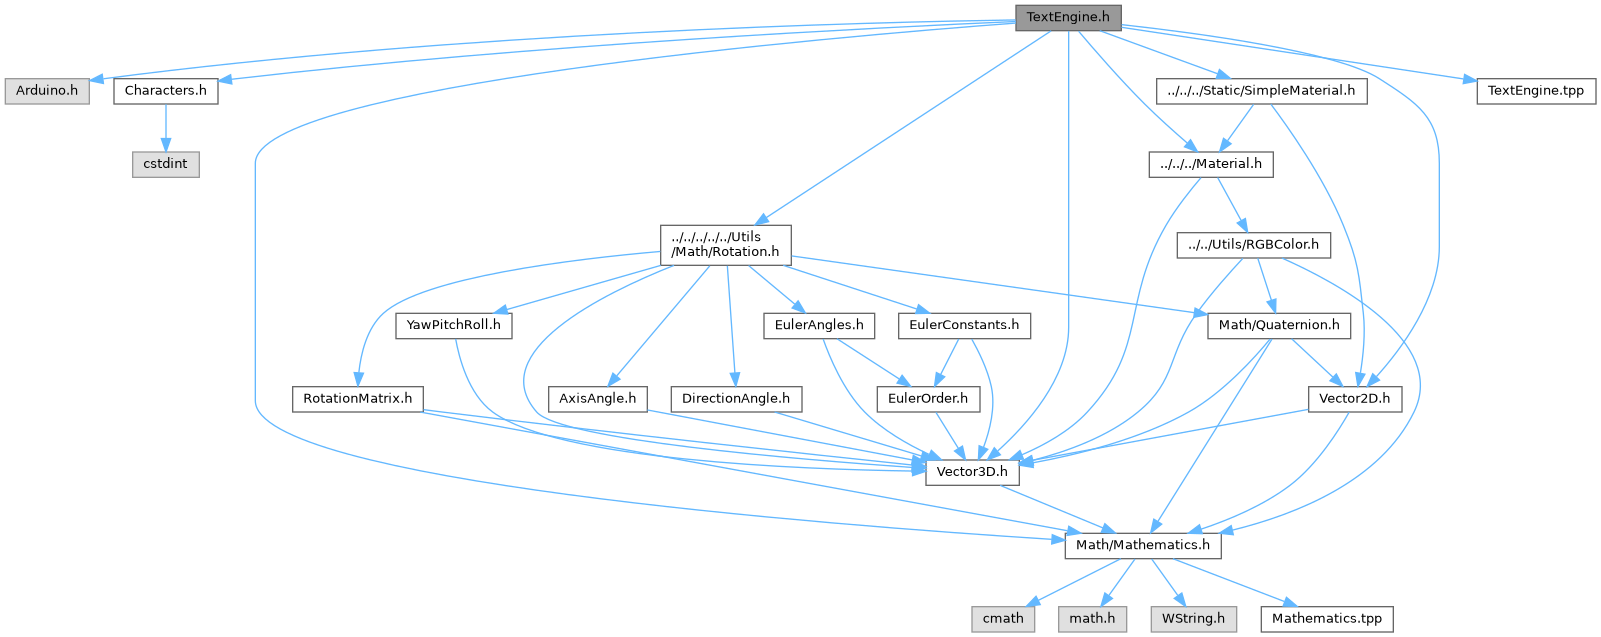 TextEngine.h
Arduino.h
Characters.h
../../../Static/SimpleMaterial.h
TextEngine.tpp
cstdint
../../../Material.h
../../../../../Utils
/Math/Rotation.h
../../Utils/RGBColor.h
YawPitchRoll.h
EulerAngles.h
EulerConstants.h
Math/Quaternion.h
RotationMatrix.h
AxisAngle.h
DirectionAngle.h
EulerOrder.h
Vector2D.h
Vector3D.h
Math/Mathematics.h
cmath
math.h
WString.h
Mathematics.tpp